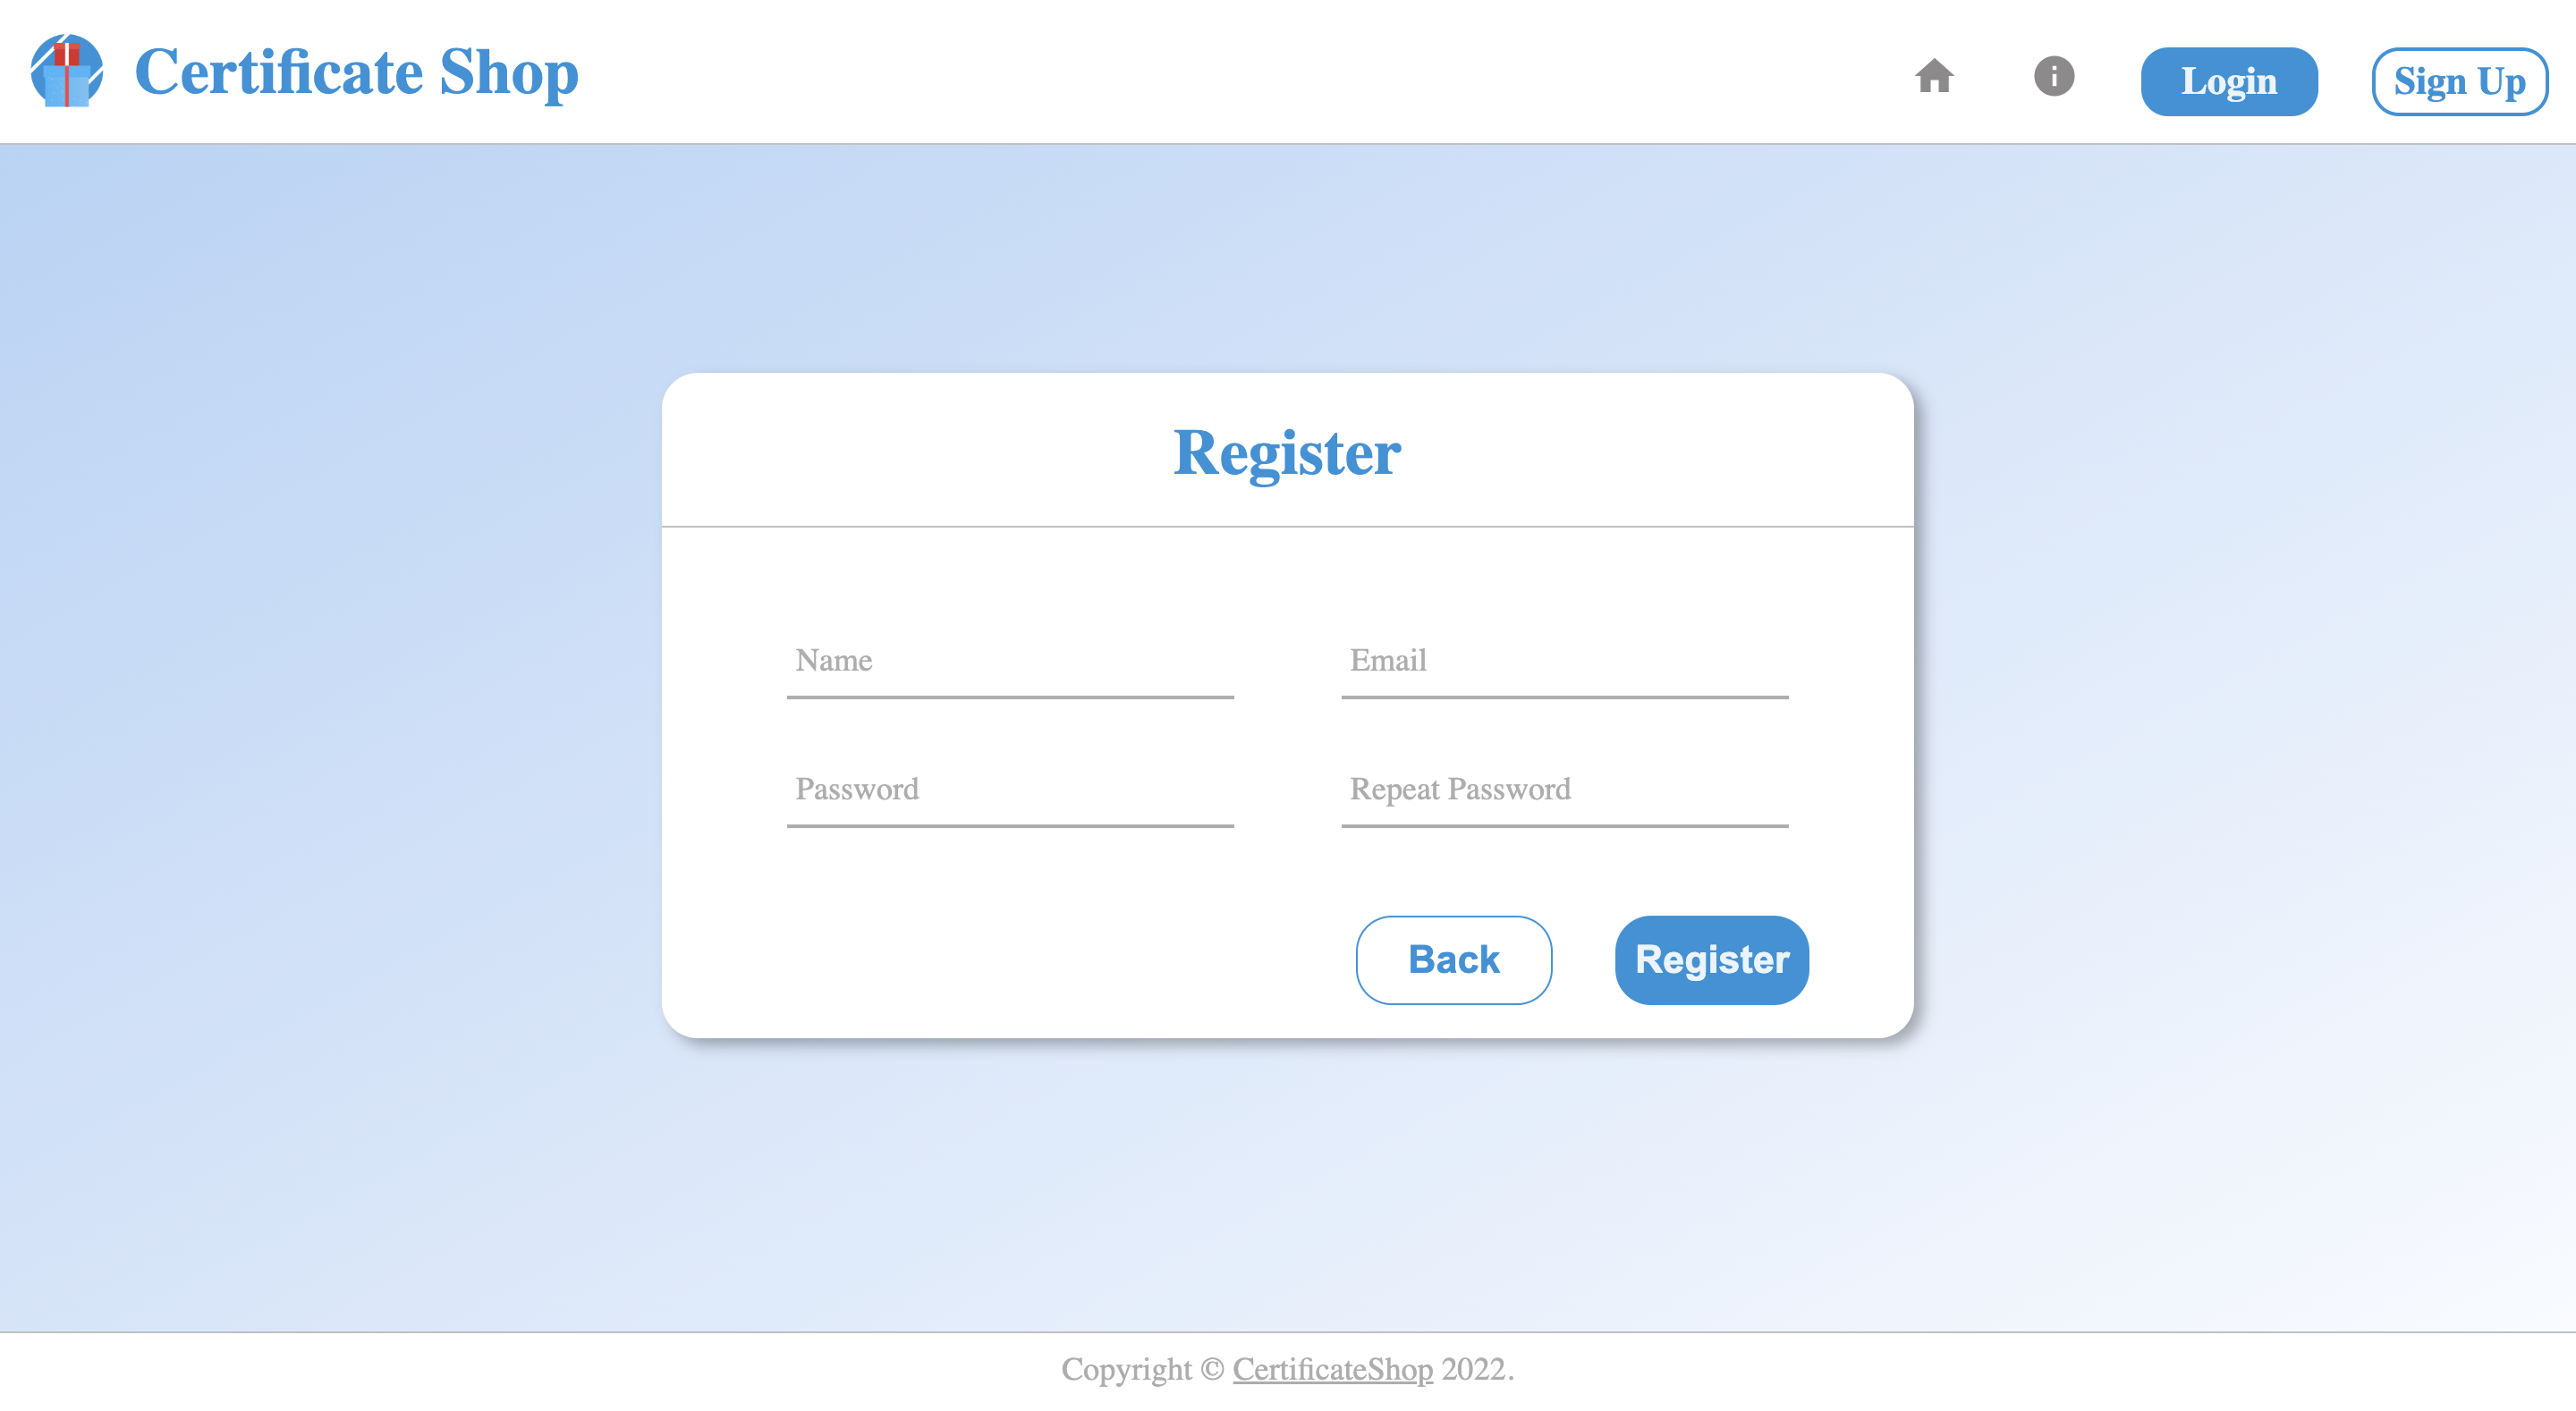 Certificate Shop
Login
Sign Up
Register
Name
Email
Password
Repeat Password
Back
Register
Copyright © CertificateShop 2022.